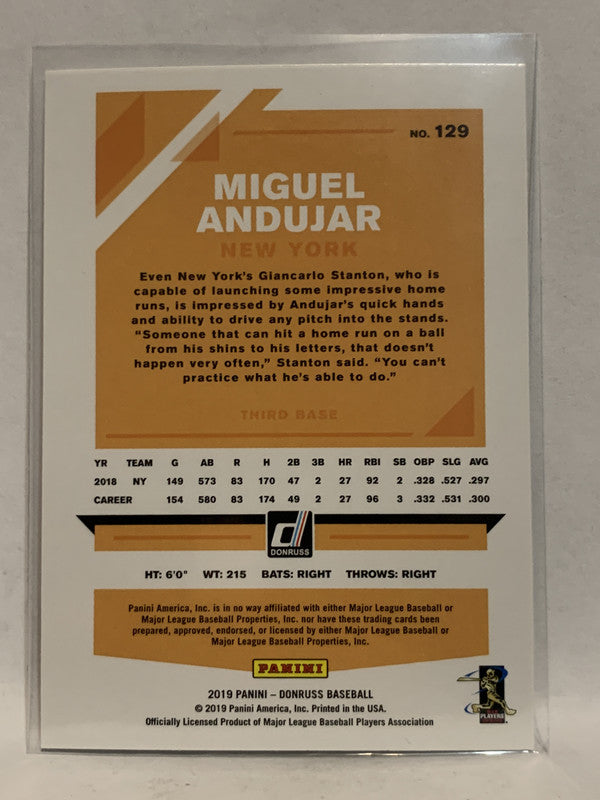 NO. 129
MIGUEL
ANDUJAR
NEW YORK
Even New York's Giancarlo Stanton, who is
capable of launching some impressive home
runs, is impressed by Andujar's quick hands
and ability to drive any pitch into the stands.
"Someone that can hit a home run on a ball
from his shins to his letters, that doesn't
happen very often," Stanton said. "You can't
practice what he's able to do."
THIRD BASE
YR TEAM G AB R H 2B 3B HR RBI SB OBP SLG AVG
2018 NY 149 573 83 170 47 2 27 92 2 .328 .527 .297
CAREER 154 580 83 174 49 2 27 96 3 .332 .531 .300
d
DONRUSS
HT: 6'0" WT: 215 BATS: RIGHT THROWS: RIGHT
Panini America, Inc. is in no way affiliated with either Major League Baseball or
Major League Baseball Properties, Inc. nor have these trading cards been
prepared, approved, endorsed, or licensed by either Major League Baseball or
Major League Baseball Properties, Inc.
PANINI
2019 PANINI – DONRUSS BASEBALL
© 2019 Panini America, Inc. Printed in the USA.
Officially Licensed Product of Major League Baseball Players Association
PLAYERS